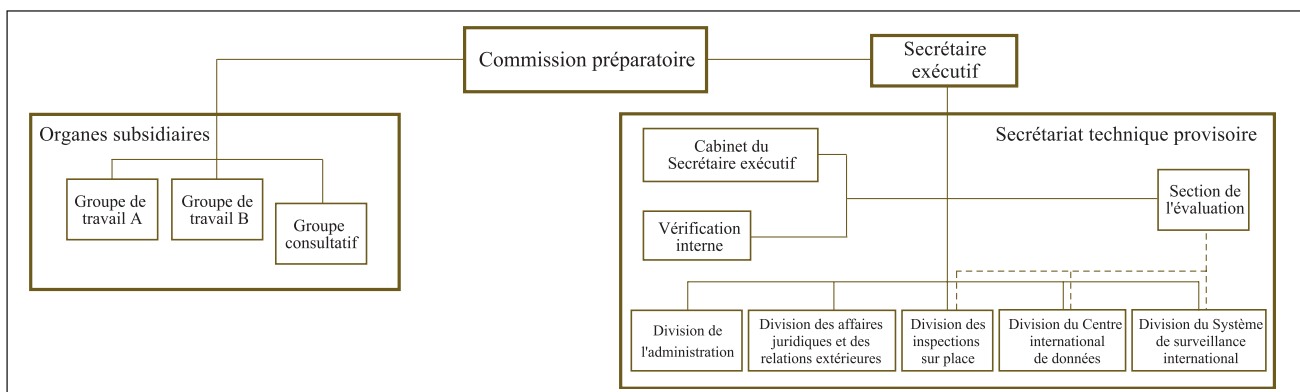 Commission préparatoire
Secrétaire
exécutif
Organes subsidiaires
Groupe de
travail A
Groupe de
travail B
Groupe
consultatif
Secrétariat technique provisoire
Cabinet du
Secrétaire exécutif
Section de
l'évaluation
Vérification
interne
Division de
l'administration
Division des affaires
juridiques et des
relations extérieures
Division des
inspections
sur place
Division du Centre
international
de données
Division du Système
de surveillance
international